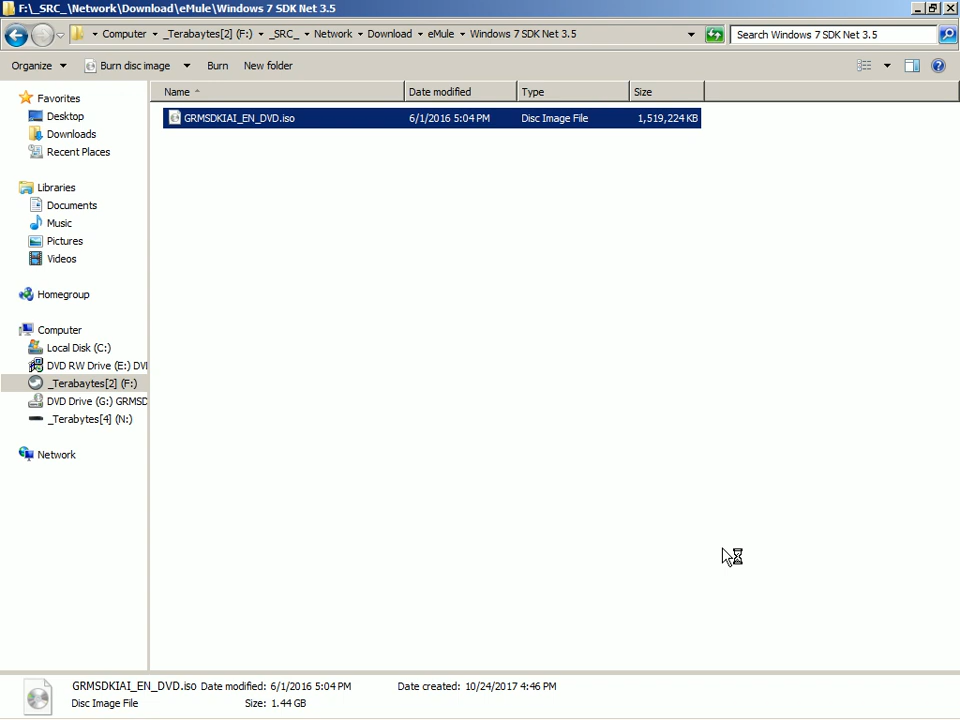 F:\_SRC_\Network\Download\eMule\Windows 7 SDK Net 3.5
Computer _Terabaytes[2] (F:) _SRC_ Network Download eMule Windows 7 SDK Net 3.5 Search Windows 7 SDK Net 3.5
Organize Burn disc image Burn New folder
Name Date modified Type Size
GRMSDKIAI_EN_DVD.iso 6/1/2016 5:04 PM Disc Image File 1,519,224 KB
Favorites
Desktop
Downloads
Recent Places
Libraries
Documents
Music
Pictures
Videos
Homegroup
Computer
Local Disk (C:)
DVD RW Drive (E:) DVI
_Terabaytes[2] (F:)
DVD Drive (G:) GRMSD
_Terabytes[4] (N:)
Network
GRMSDKIAI_EN_DVD.iso Date modified: 6/1/2016 5:04 PM Date created: 10/24/2017 4:46 PM
Disc Image File Size: 1.44 GB